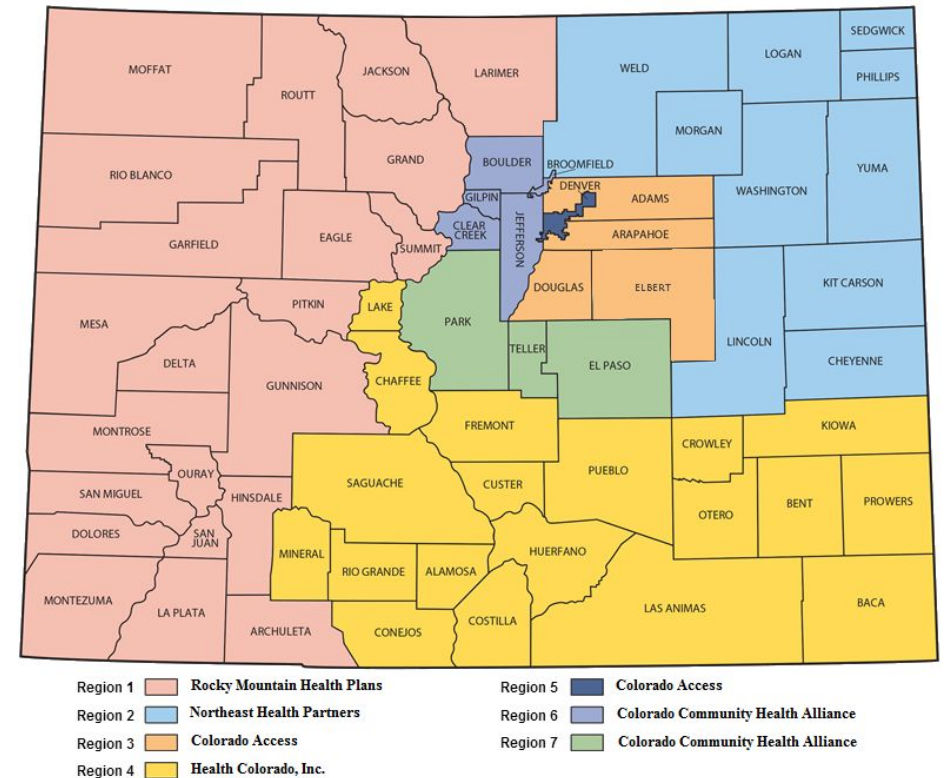 MOFFAT
ROUTT
JACKSON
LARIMER
WELD
LOGAN
SEDGWICK
PHILLIPS
MORGAN
RIO BLANCO
GRAND
BOULDER
BROOMFIELD
WASHINGTON
YUMA
GILPIN
DENVER
ADAMS
GARFIELD
EAGLE
SUMMIT
CLEAR
CREEK
JEFFERSON
ARAPAHOE
MESA
PITKIN
LAKE
PARK
DOUGLAS
ELBERT
KIT CARSON
LINCOLN
DELTA
GUNNISON
CHAFFEE
TELLER
EL PASO
CHEYENNE
MONTROSE
FREMONT
CROWLEY
KIOWA
OURAY
SAN MIGUEL
HINSDALE
SAGUACHE
CUSTER
PUEBLO
OTERO
BENT
PROWERS
DOLORES
SAN
JUAN
MINERAL
RIO GRANDE
ALAMOSA
HUERFANO
MONTEZUMA
LA PLATA
ARCHULETA
CONEJOS
COSTILLA
LAS ANIMAS
BACA
Region 1 Rocky Mountain Health Plans
Region 2 Northeast Health Partners
Region 3 Colorado Access
Region 4 Health Colorado, Inc.
Region 5 Colorado Access
Region 6 Colorado Community Health Alliance
Region 7 Colorado Community Health Alliance